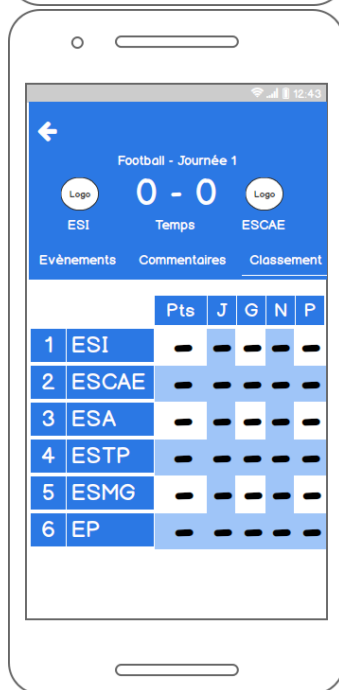 12:43
Football - Journée 1
Logo 0 - 0 Logo
ESI Temps ESCAE
Evènements Commentaires Classement
Pts J G N P
1 ESI - - - - -
2 ESCAE - - - - -
3 ESA - - - - -
4 ESTP - - - - -
5 ESMG - - - - -
6 EP - - - - -